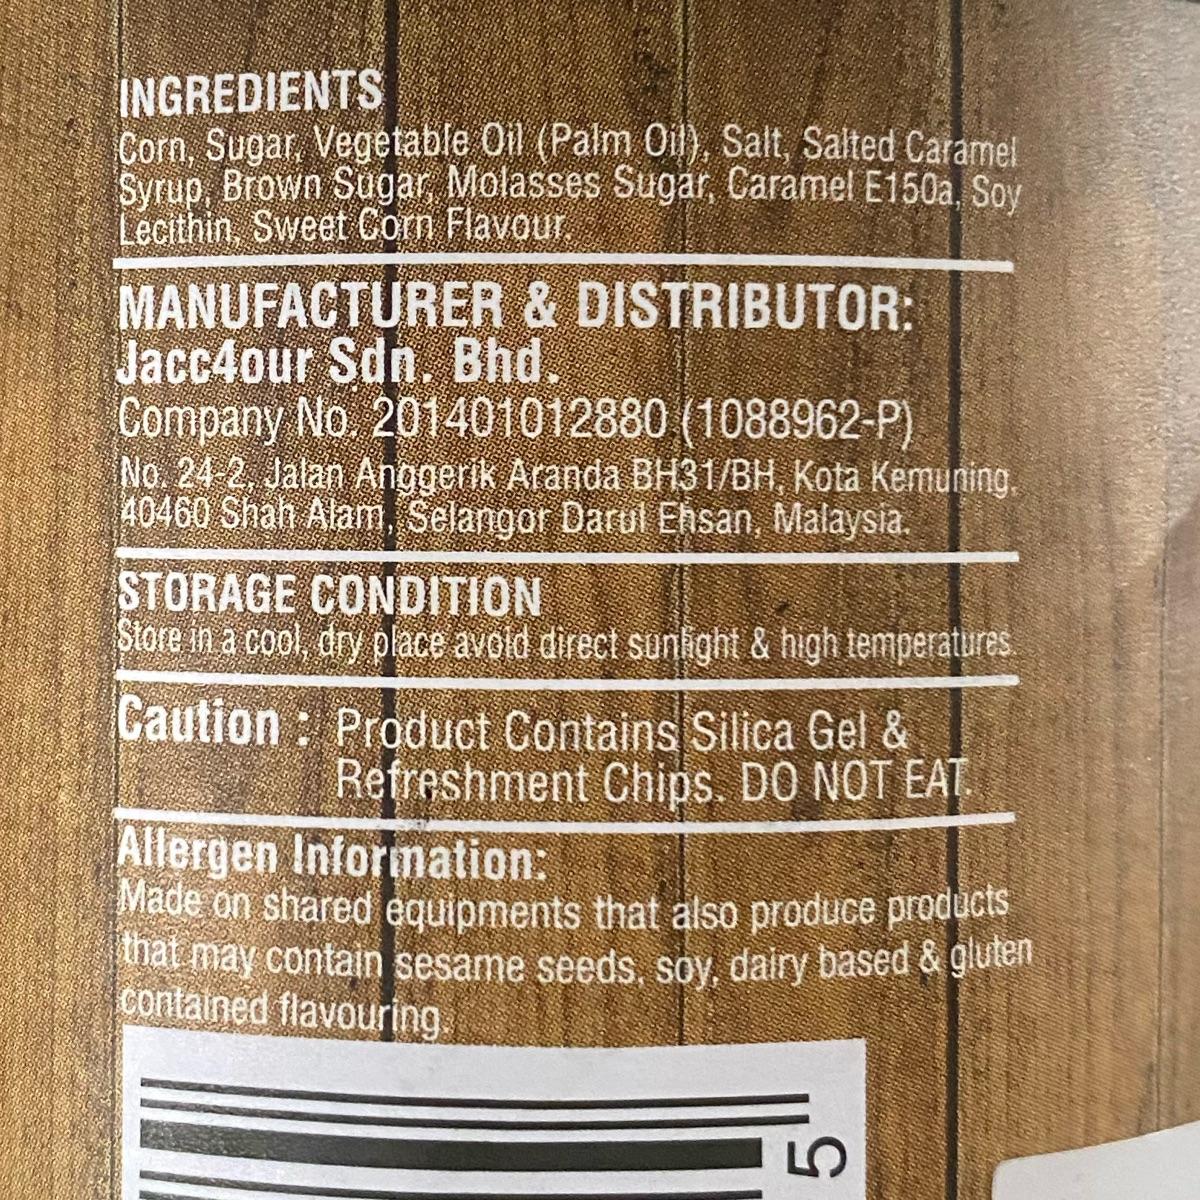 INGREDIENTS
Corn, Sugar, Vegetable Oil (Palm Oil), Salt, Salted Caramel
Syrup, Brown Sugar, Molasses Sugar, Caramel E150a, Soy
Lecithin, Sweet Corn Flavour.
MANUFACTURER & DISTRIBUTOR:
Jacc4our Sdn. Bhd.
Company No. 201401012880 (1088962-P)
No. 24-2, Jalan Anggerik Aranda BH31/BH, Kota Kemuning,
40460 Shah Alam, Selangor Darul Ehsan, Malaysia.
STORAGE CONDITION
Store in a cool, dry place avoid direct sunlight & high temperatures.
Caution : Product Contains Silica Gel &
Refreshment Chips. DO NOT EAT.
Allergen Information:
Made on shared equipments that also produce products
that may contain sesame seeds, soy, dairy based & gluten
contained flavouring.
5